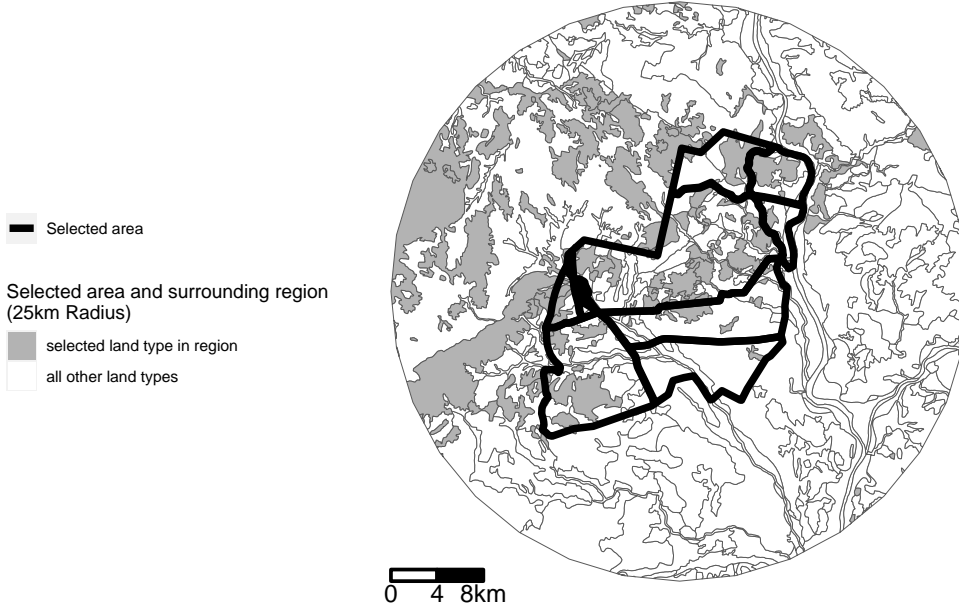 Selected area
Selected area and surrounding region
(25km Radius)
selected land type in region
all other land types
0 4 8km